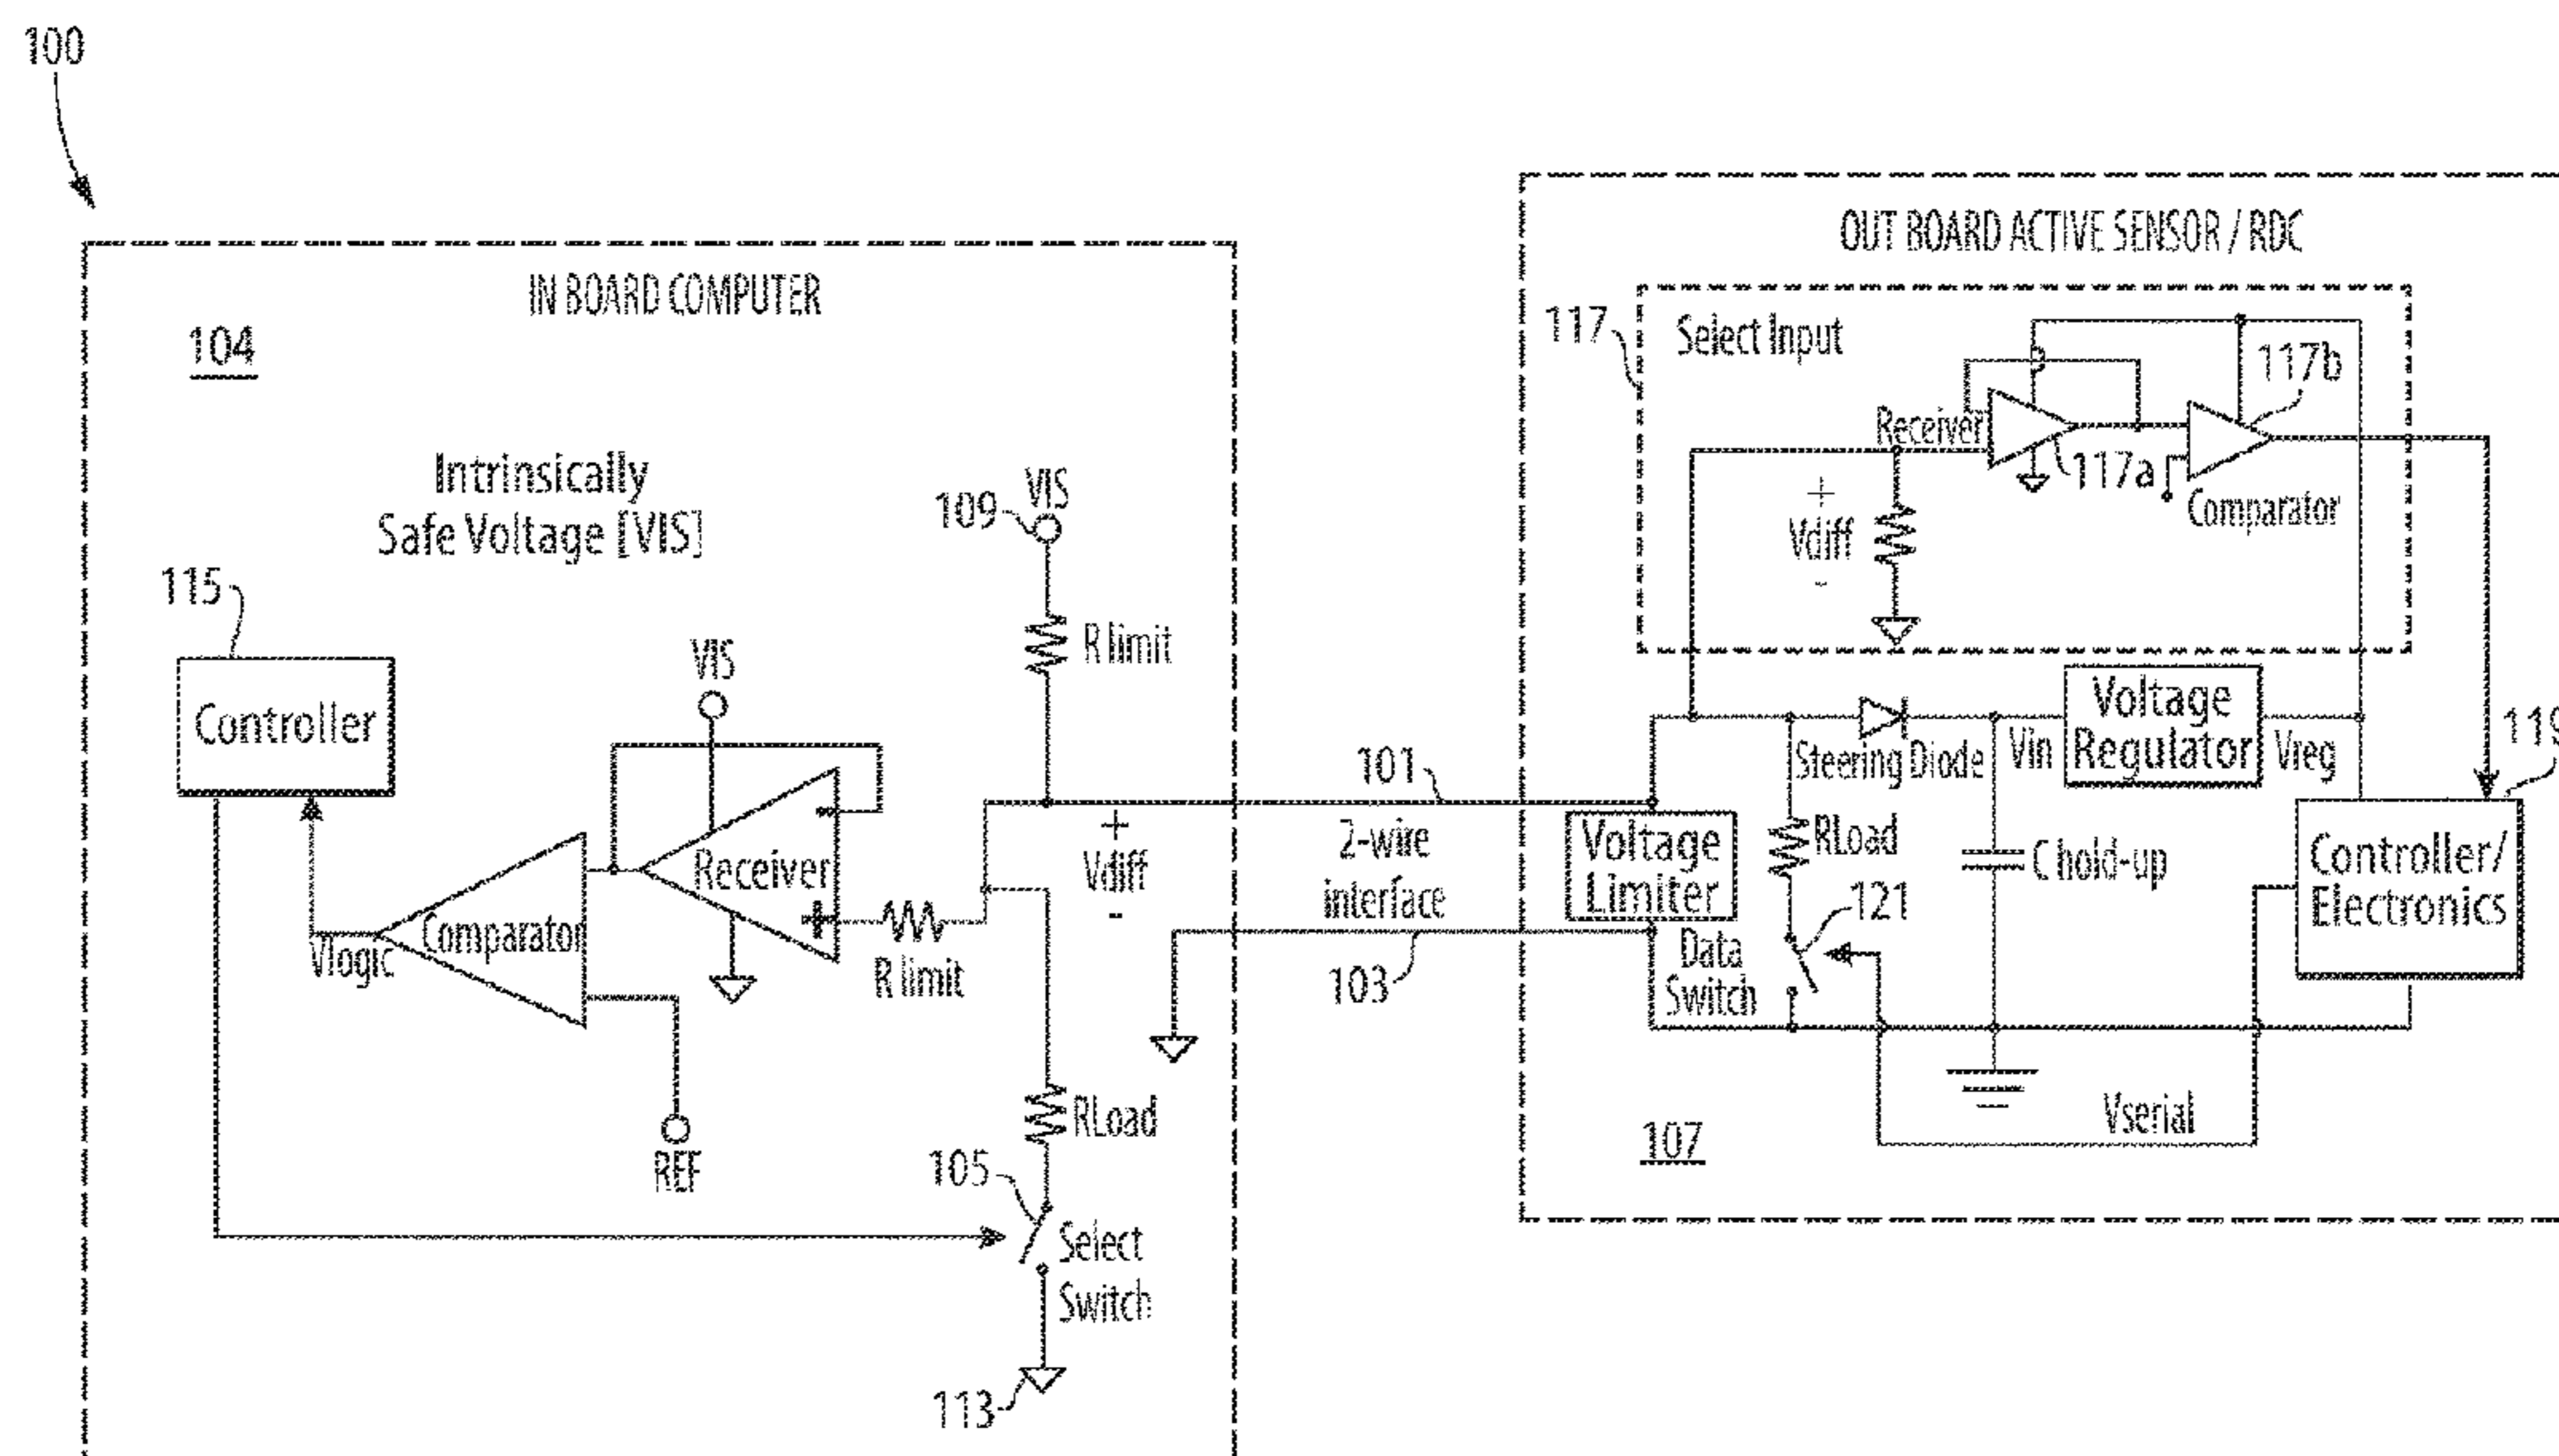 100
IN BOARD COMPUTER
104
Intrinsically
Safe Voltage [VIS]
115
Controller
VIS
109
VIS
R limit
Receiver
-
+
Comparator
Vlogic
R limit
REF
+
Vdiff
-
RLoad
105
Select
Switch
113
101
2-wire
interface
103
OUT BOARD ACTIVE SENSOR / RDC
117
Select Input
117b
Receiver
117a
Comparator
+
Vdiff
-
Voltage
Regulator
Steering Diode
Vin
Vreg
119
Voltage
Limiter
RLoad
C hold-up
Controller/
Electronics
121
Data
Switch
Vserial
107